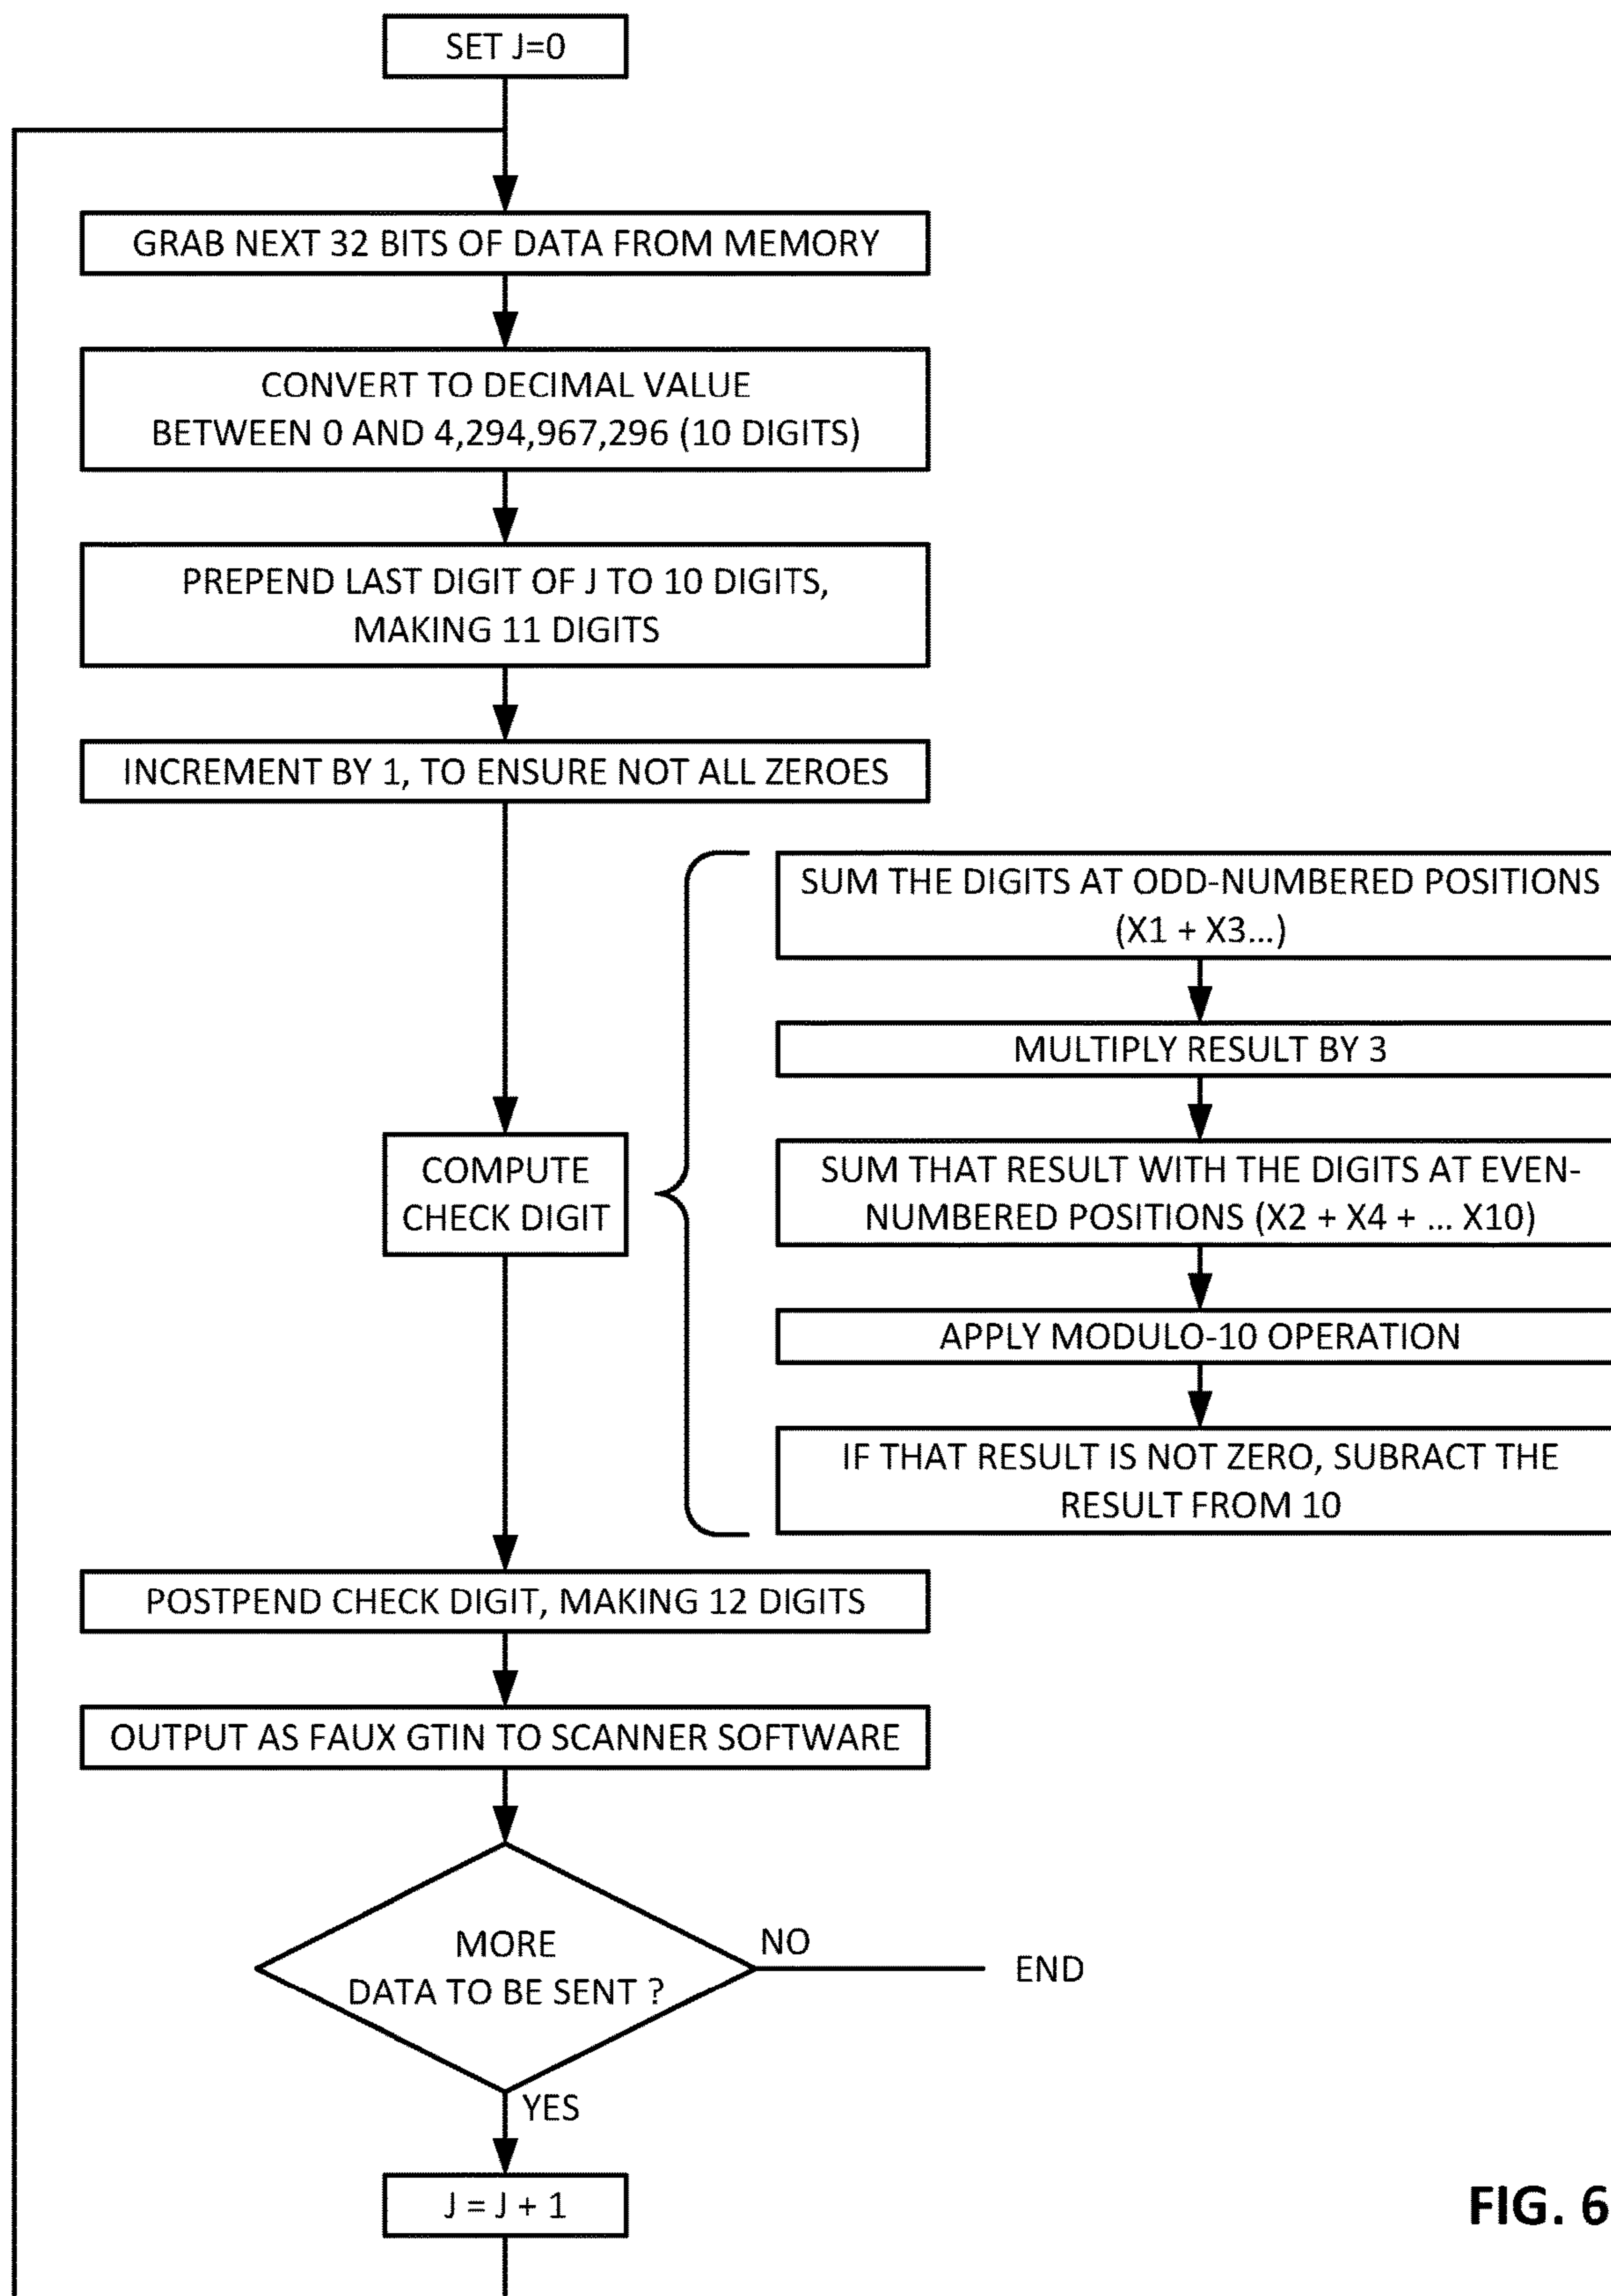 SET J=0
GRAB NEXT 32 BITS OF DATA FROM MEMORY
CONVERT TO DECIMAL VALUE
BETWEEN 0 AND 4,294,967,296 (10 DIGITS)
PREPEND LAST DIGIT OF J TO 10 DIGITS,
MAKING 11 DIGITS
INCREMENT BY 1, TO ENSURE NOT ALL ZEROES
COMPUTE
CHECK DIGIT
SUM THE DIGITS AT ODD-NUMBERED POSITIONS
(X1 + X3...)
MULTIPLY RESULT BY 3
SUM THAT RESULT WITH THE DIGITS AT EVEN-
NUMBERED POSITIONS (X2 + X4 + ... X10)
APPLY MODULO-10 OPERATION
IF THAT RESULT IS NOT ZERO, SUBRACT THE
RESULT FROM 10
POSTPEND CHECK DIGIT, MAKING 12 DIGITS
OUTPUT AS FAUX GTIN TO SCANNER SOFTWARE
MORE
DATA TO BE SENT ?
NO
END
YES
J = J + 1
FIG. 6